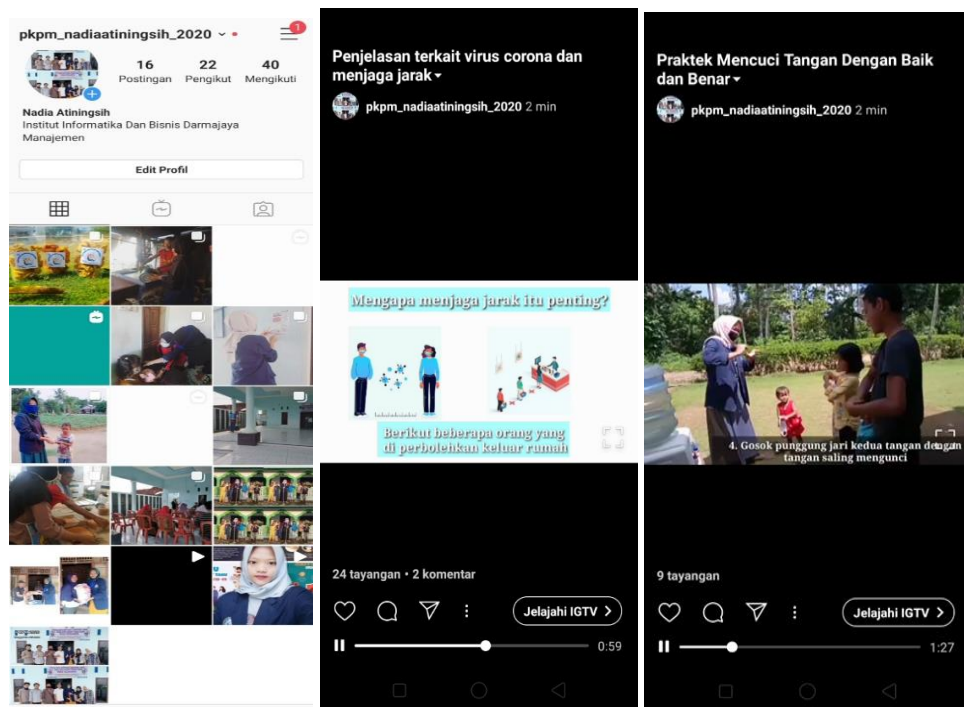 pkpm_nadiaatiningsih_2020
1
16 22 40
Postingan Pengikut Mengikuti
Nadia Atiningsih
Institut Informatika Dan Bisnis Darmajaya
Manajemen
Edit Profil
Penjelasan terkait virus corona dan
menjaga jarak
pkpm_nadiaatiningsih_2020 2 min
Mengapa menjaga jarak itu penting?
Berikut beberapa orang yang
di perbolehkan keluar rumah
24 tayangan • 2 komentar
Jelajahi IGTV >
0:59
Praktek Mencuci Tangan Dengan Baik
dan Benar
pkpm_nadiaatiningsih_2020 2 min
4. Gosok punggung jari kedua tangan dengan
tangan saling mengunci
9 tayangan
Jelajahi IGTV >
1:27